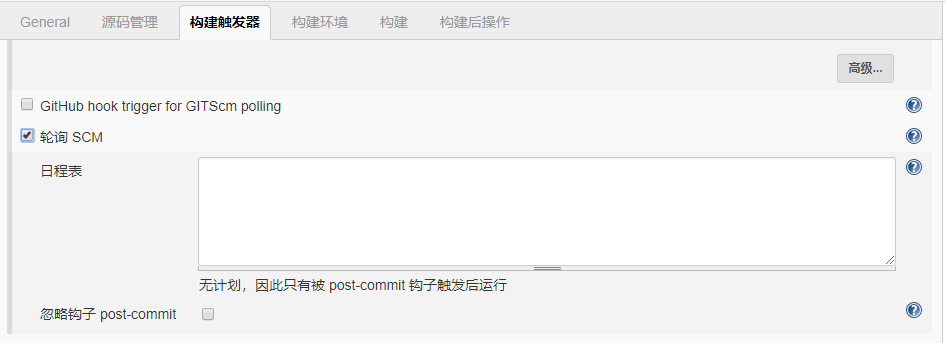 General 源码管理 构建触发器 构建环境 构建 构建后操作
高级...
GitHub hook trigger for GITScm polling
轮询 SCM
日程表
无计划，因此只有被 post-commit 钩子触发后运行
忽略钩子 post-commit